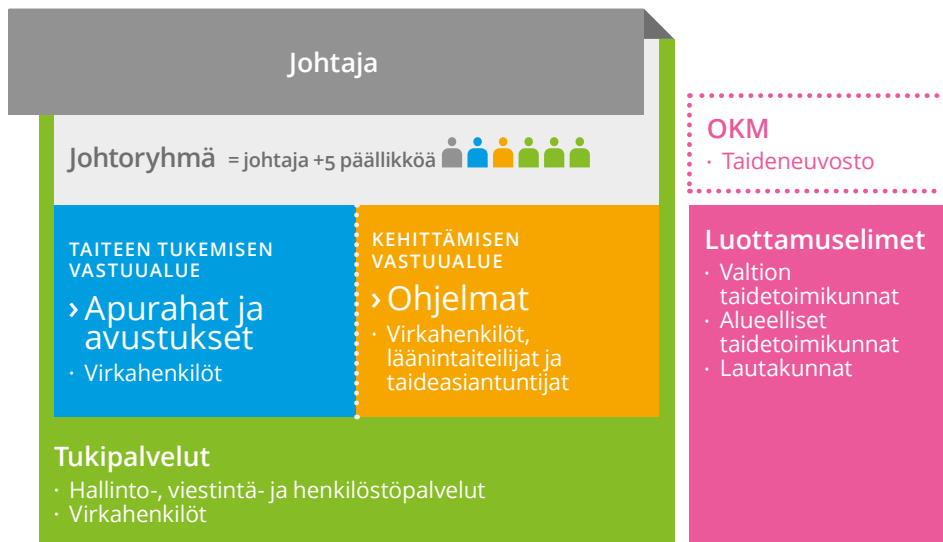 Johtaja
Johtoryhmä = johtaja +5 päällikköä
TAITEEN TUKEMISEN
VASTUUALUE
› Apurahat ja
avustukset
· Virkahenkilöt
KEHITTÄMISEN
VASTUUALUE
› Ohjelmat
· Virkahenkilöt,
läänintaiteilijat ja
taideasiantuntijat
Tukipalvelut
· Hallinto-, viestintä- ja henkilöstöpalvelut
· Virkahenkilöt
OKM
· Taideneuvosto
Luottamuselimet
· Valtion
taidetoimikunnat
· Alueelliset
taidetoimikunnat
· Lautakunnat